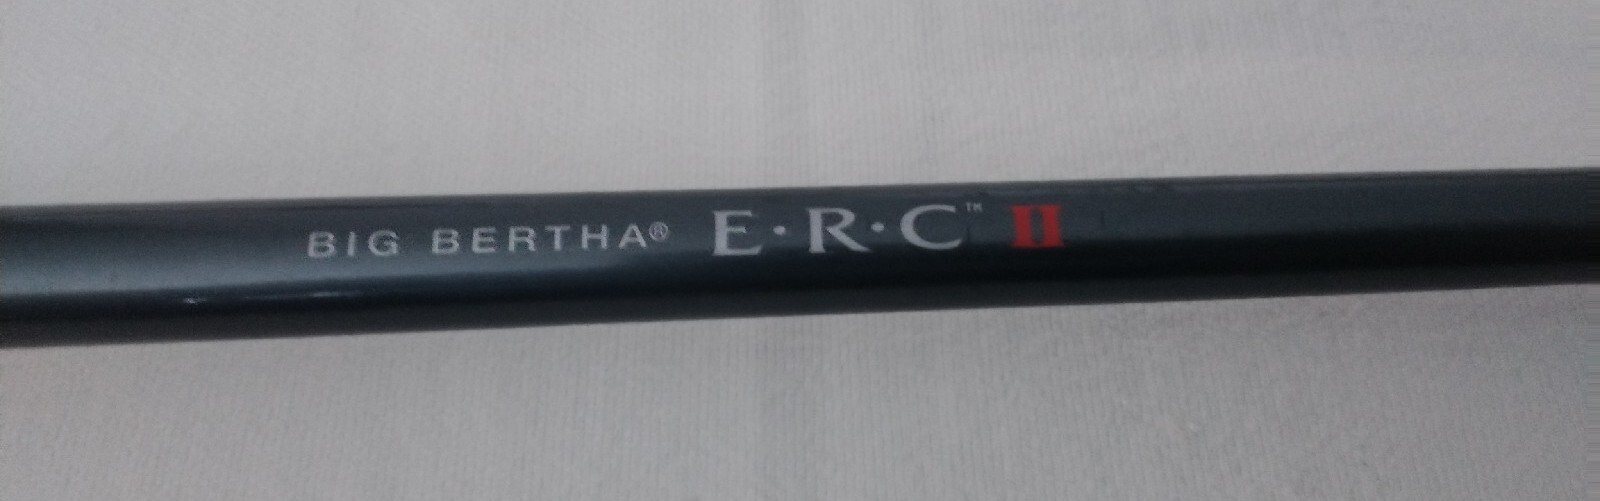 BIG BERTHA® E·R·C™ II